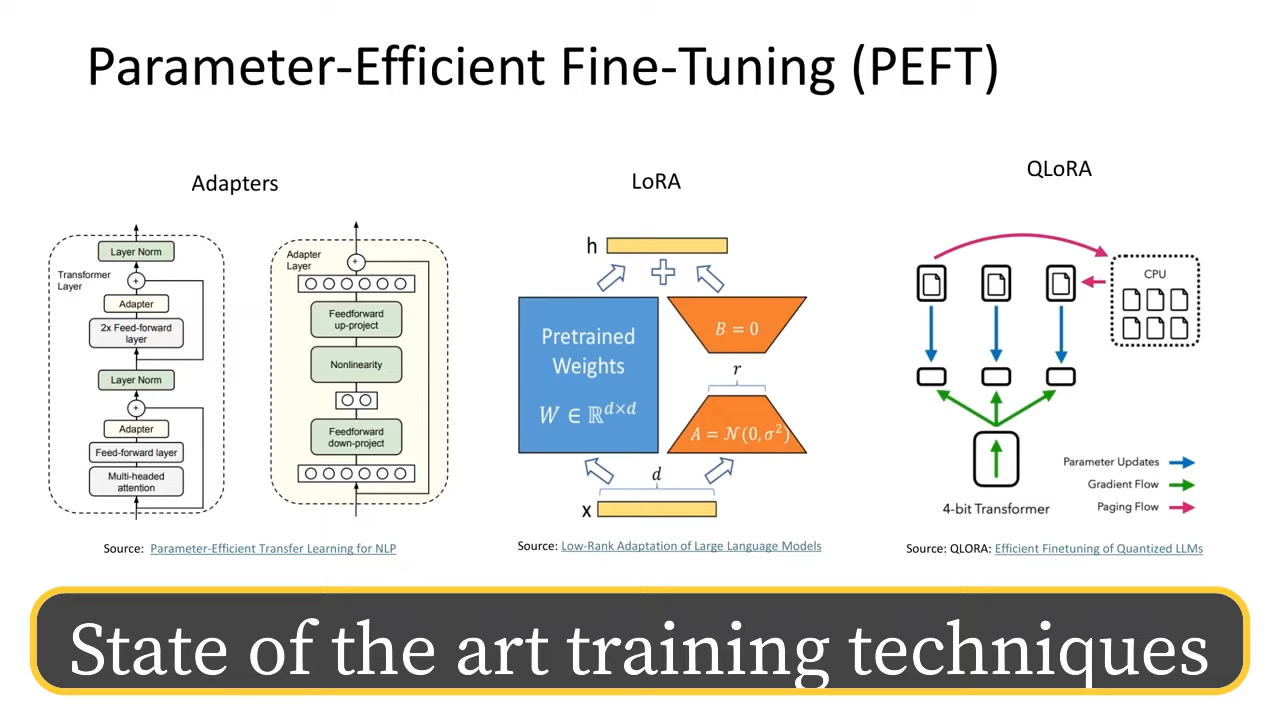 Parameter-Efficient Fine-Tuning (PEFT)
Adapters
Layer Norm
+
Transformer
Layer
Adapter
2x Feed-forward
layer
Layer Norm
+
Adapter
Feed-forward layer
Multi-headed
attention
Adapter
Layer
+
Feedforward
up-project
Nonlinearity
Feedforward
down-project
Source: Parameter-Efficient Transfer Learning for NLP
LoRA
h
Pretrained
Weights
W ∈ ℝ^{d×d}
B = 0
r
A = 𝒩(0, σ²)
d
x
Source: Low-Rank Adaptation of Large Language Models
QLoRA
CPU
Parameter Updates
Gradient Flow
Paging Flow
4-bit Transformer
Source: QLORA: Efficient Finetuning of Quantized LLMs
State of the art training techniques